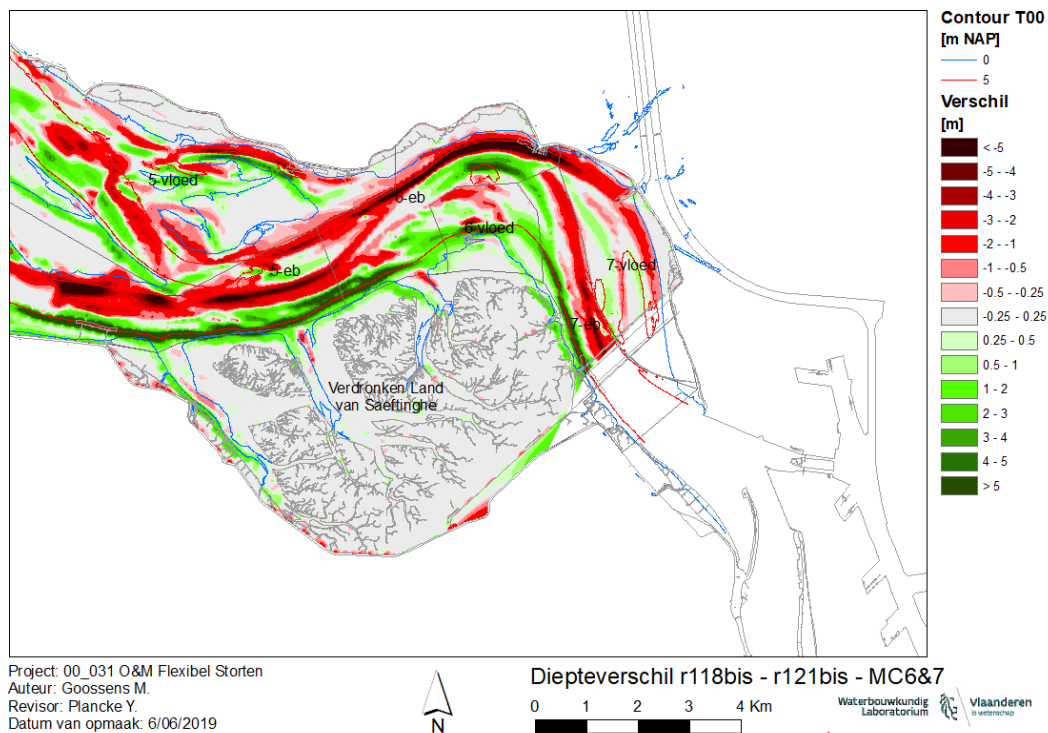 Contour T00
[m NAP]
0
5
Verschil
[m]
< -5
-5 - -4
-4 - -3
-3 - -2
-2 - -1
-1 - -0.5
-0.5 - -0.25
-0.25 - 0.25
0.25 - 0.5
0.5 - 1
1 - 2
2 - 3
3 - 4
4 - 5
> 5
5-vloed
6-eb
6-vloed
5-eb
7-vloed
7-eb
Verdronken Land
van Saeftinghe
Project: 00_031 O&M Flexibel Storten
Auteur: Goossens M.
Revisor: Plancke Y.
Datum van opmaak: 6/06/2019
N
Diepteverschil r118bis - r121bis - MC6&7
0 1 2 3 4 Km
Waterbouwkundig
Laboratorium
Vlaanderen
is wetenschap